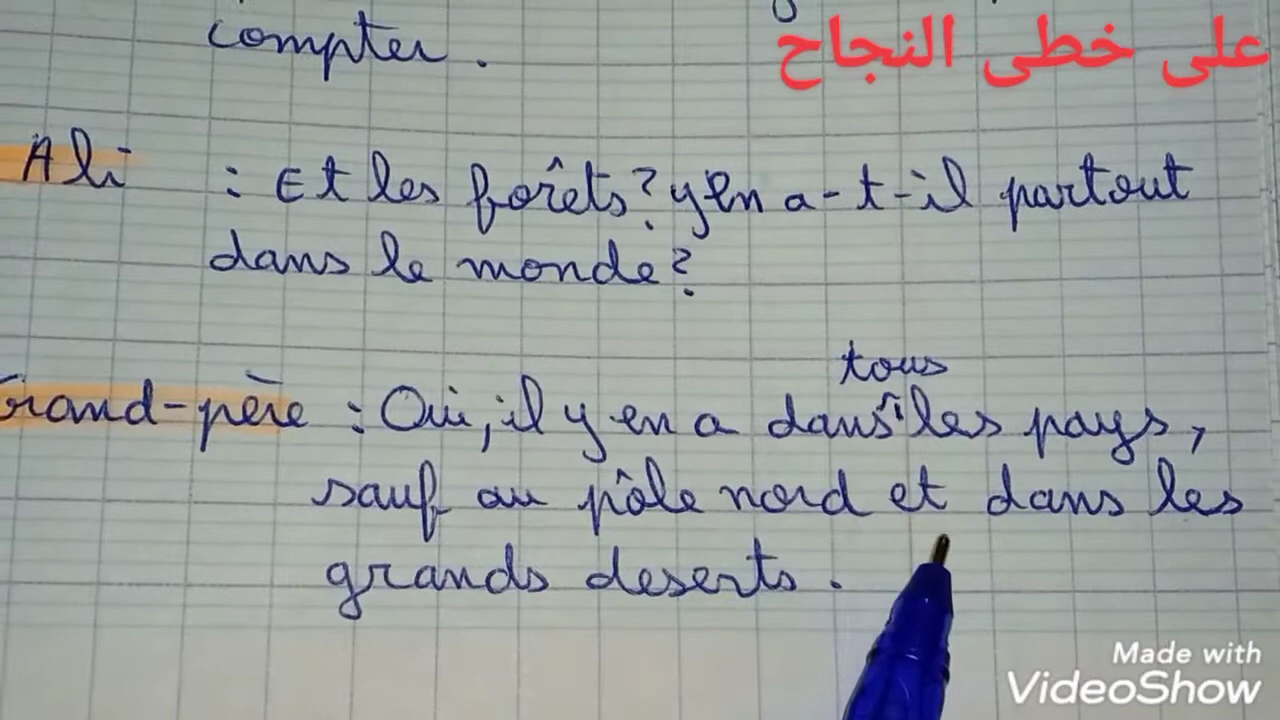 compter.
على خطى النجاح
Ali : Et les forêts? y en a-t-il partout
dans le monde?
tous
Grand-père : Oui, il y en a dans les pays,
sauf au pôle nord et dans les
grands deserts.
Made with
VideoShow